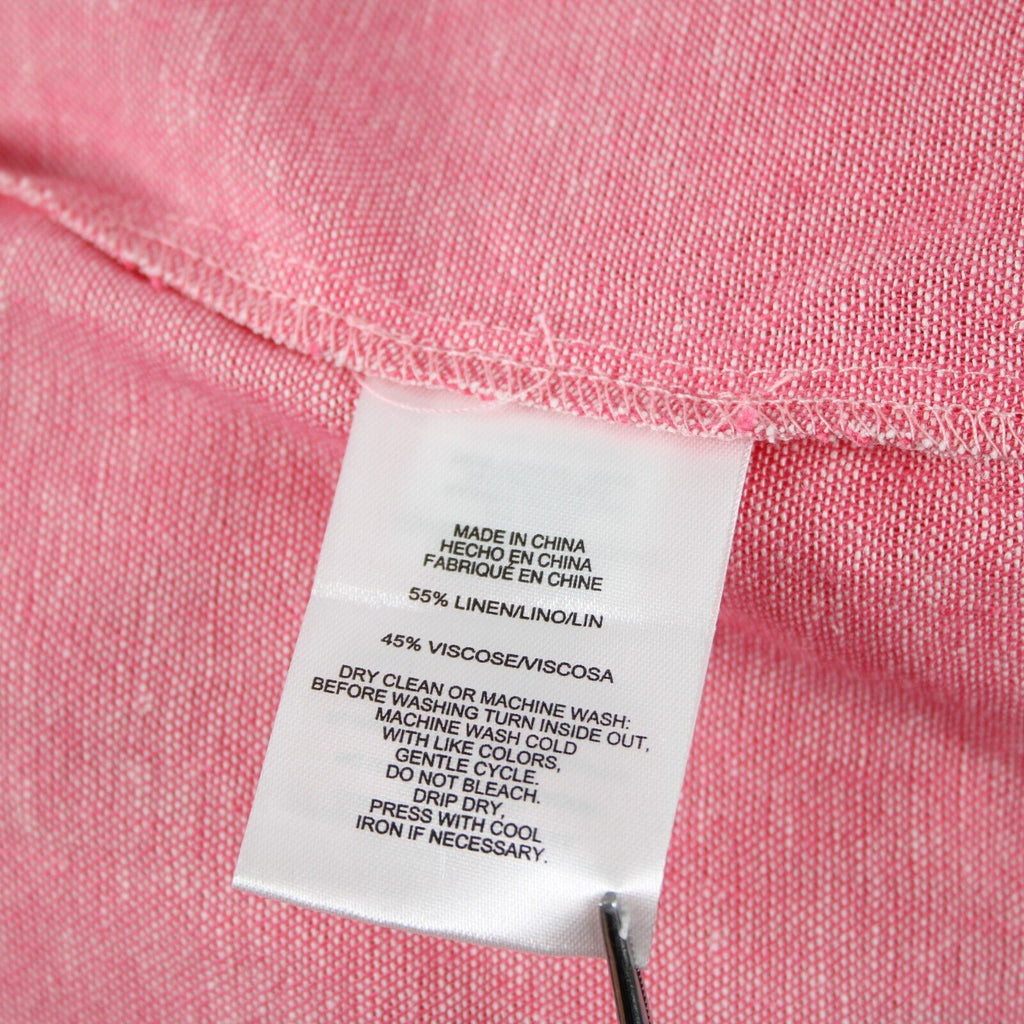 MADE IN CHINA
HECHO EN CHINA
FABRIQUÉ EN CHINE
55% LINEN/LINO/LIN
45% VISCOSE/VISCOSA
DRY CLEAN OR MACHINE WASH:
BEFORE WASHING TURN INSIDE OUT,
MACHINE WASH COLD
WITH LIKE COLORS,
GENTLE CYCLE.
DO NOT BLEACH.
DRIP DRY,
PRESS WITH COOL
IRON IF NECESSARY.